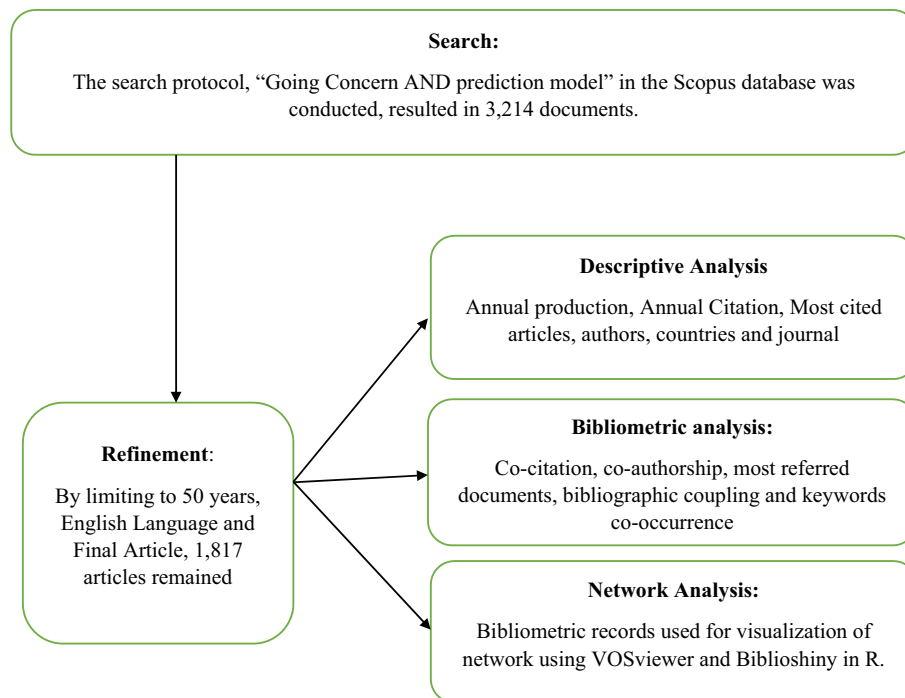 Search:
The search protocol, “Going Concern AND prediction model” in the Scopus database was
conducted, resulted in 3,214 documents.
Descriptive Analysis
Annual production, Annual Citation, Most cited
articles, authors, countries and journal
Refinement:
By limiting to 50 years,
English Language and
Final Article, 1,817
articles remained
Bibliometric analysis:
Co-citation, co-authorship, most referred
documents, bibliographic coupling and keywords
co-occurrence
Network Analysis:
Bibliometric records used for visualization of
network using VOSviewer and Biblioshiny in R.